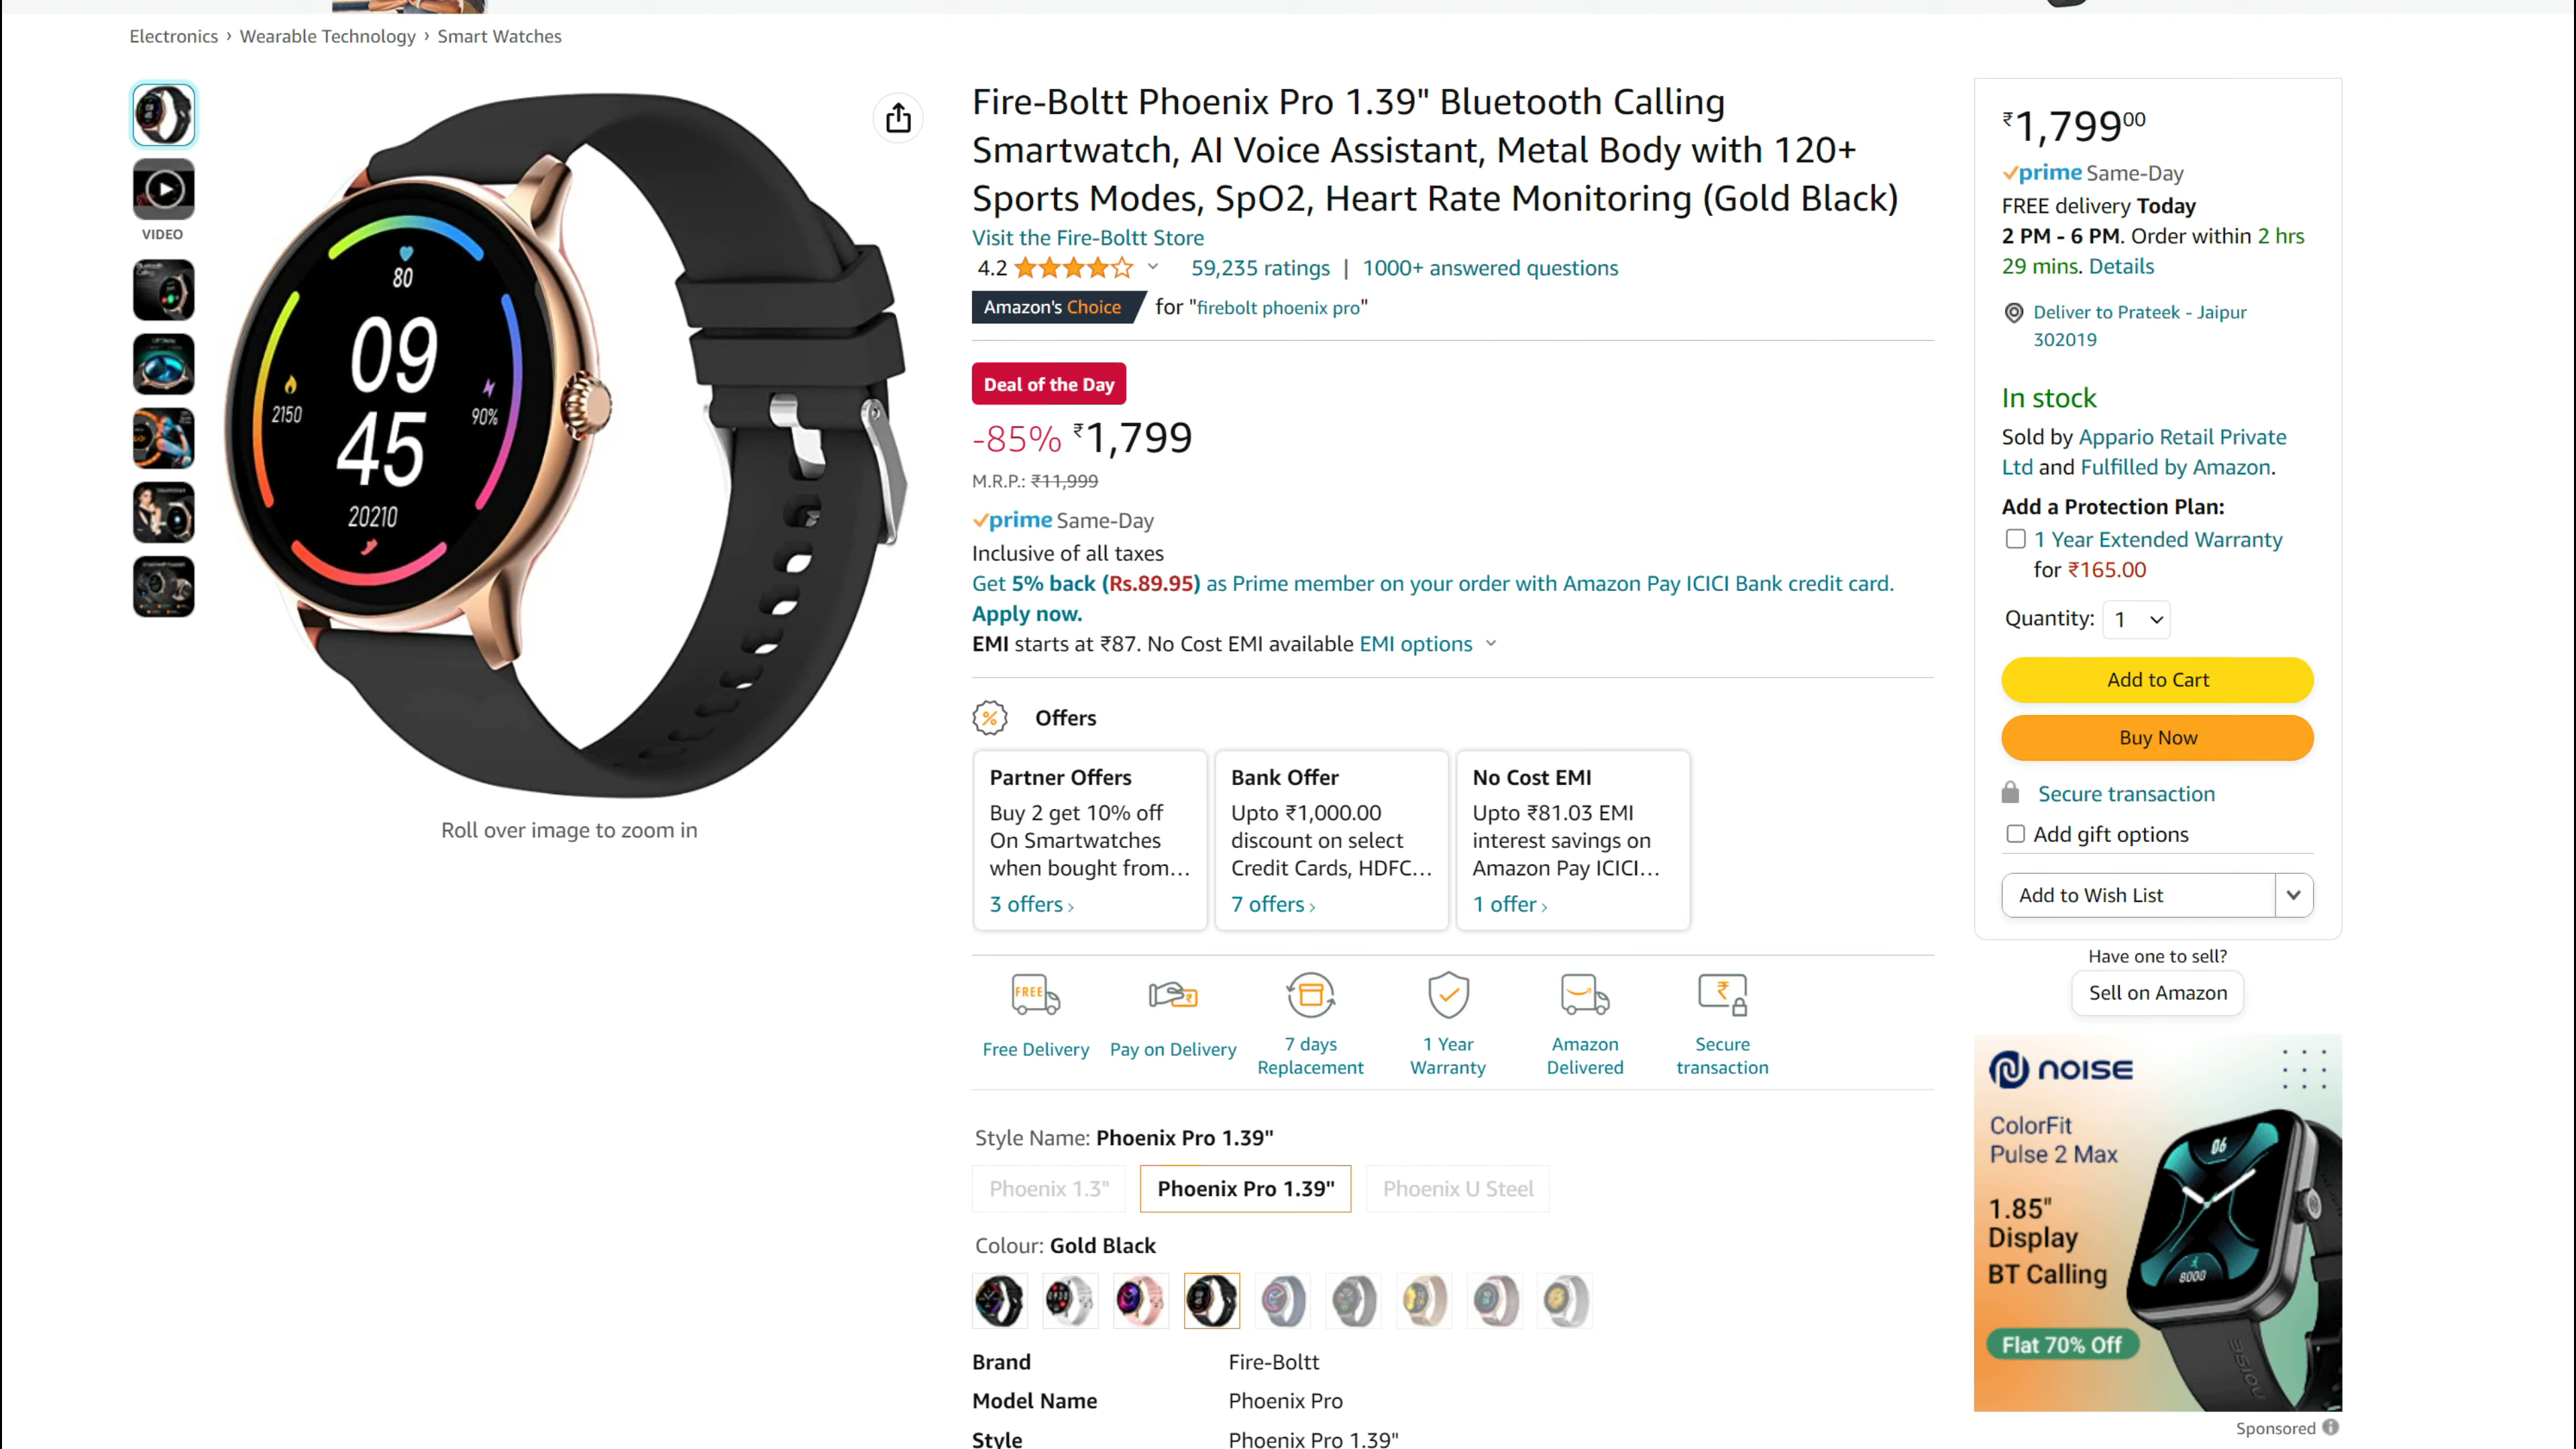 Electronics › Wearable Technology › Smart Watches
VIDEO
80
09
45
2150
90%
20210
Roll over image to zoom in
Fire-Boltt Phoenix Pro 1.39" Bluetooth Calling
Smartwatch, AI Voice Assistant, Metal Body with 120+
Sports Modes, SpO2, Heart Rate Monitoring (Gold Black)
Visit the Fire-Boltt Store
4.2 59,235 ratings | 1000+ answered questions
Amazon's Choice for "firebolt phoenix pro"
Deal of the Day
-85% ₹1,799
M.R.P.: ₹11,999
prime Same-Day
Inclusive of all taxes
Get 5% back (Rs.89.95) as Prime member on your order with Amazon Pay ICICI Bank credit card.
Apply now.
EMI starts at ₹87. No Cost EMI available EMI options
Offers
Partner Offers
Buy 2 get 10% off
On Smartwatches
when bought from…
3 offers ›
Bank Offer
Upto ₹1,000.00
discount on select
Credit Cards, HDFC…
7 offers ›
No Cost EMI
Upto ₹81.03 EMI
interest savings on
Amazon Pay ICICI…
1 offer ›
FREE
Free Delivery
Pay on Delivery
7 days
Replacement
1 Year
Warranty
Amazon
Delivered
Secure
transaction
Style Name: Phoenix Pro 1.39"
Phoenix 1.3"
Phoenix Pro 1.39"
Phoenix U Steel
Colour: Gold Black
Brand Fire-Boltt
Model Name Phoenix Pro
Style Phoenix Pro 1.39"
₹1,79900
prime Same-Day
FREE delivery Today
2 PM - 6 PM. Order within 2 hrs
29 mins. Details
Deliver to Prateek - Jaipur
302019
In stock
Sold by Appario Retail Private
Ltd and Fulfilled by Amazon.
Add a Protection Plan:
1 Year Extended Warranty
for ₹165.00
Quantity: 1
Add to Cart
Buy Now
Secure transaction
Add gift options
Add to Wish List
Have one to sell?
Sell on Amazon
NOISE
ColorFit
Pulse 2 Max
1.85"
Display
BT Calling
Flat 70% Off
06
8000
NOISE
Sponsored